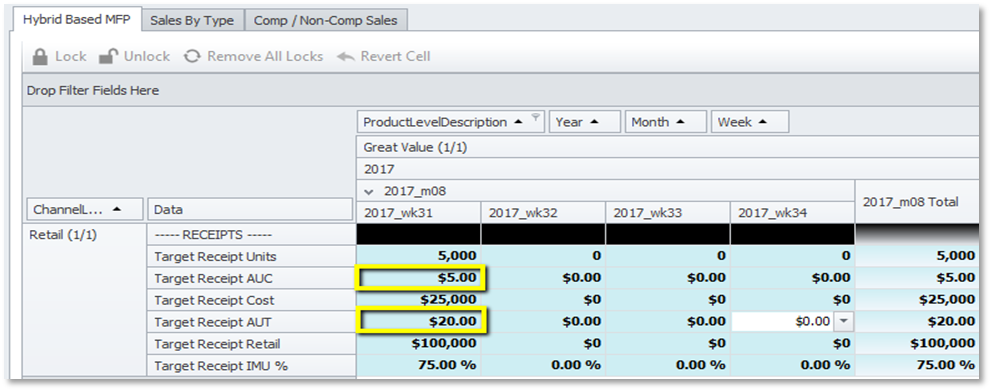 Hybrid Based MFP Sales By Type Comp / Non-Comp Sales
Lock Unlock Remove All Locks Revert Cell
Drop Filter Fields Here
ProductLevelDescription Year Month Week
Great Value (1/1)
2017
2017_m08
ChannelL... Data 2017_wk31 2017_wk32 2017_wk33 2017_wk34 2017_m08 Total
Retail (1/1) ----- RECEIPTS -----
Target Receipt Units 5,000 0 0 0 5,000
Target Receipt AUC $5.00 $0.00 $0.00 $0.00 $5.00
Target Receipt Cost $25,000 $0 $0 $0 $25,000
Target Receipt AUT $20.00 $0.00 $0.00 $0.00 $20.00
Target Receipt Retail $100,000 $0 $0 $0 $100,000
Target Receipt IMU % 75.00 % 0.00 % 0.00 % 0.00 % 75.00 %